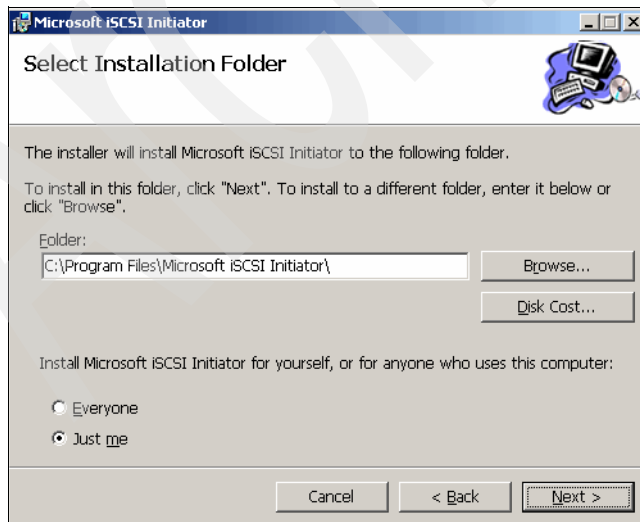 Microsoft iSCSI Initiator
Select Installation Folder
The installer will install Microsoft iSCSI Initiator to the following folder.
To install in this folder, click "Next". To install to a different folder, enter it below or
click "Browse".
Folder:
C:\Program Files\Microsoft iSCSI Initiator\
Browse...
Disk Cost...
Install Microsoft iSCSI Initiator for yourself, or for anyone who uses this computer:
Everyone
Just me
Cancel
< Back
Next >